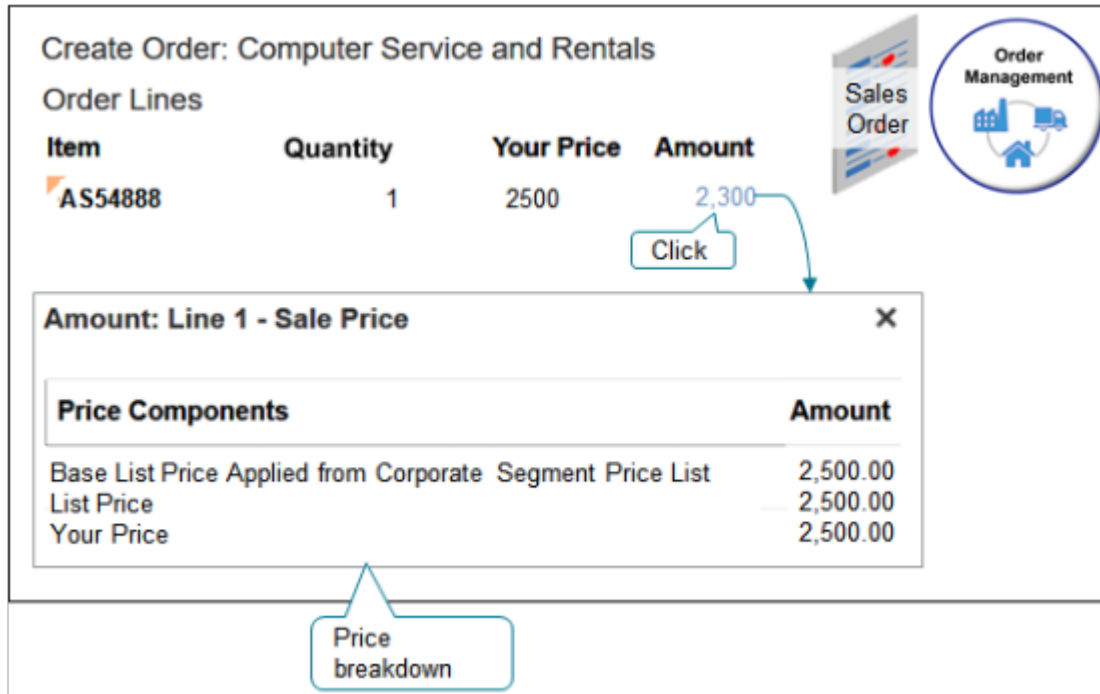 Create Order: Computer Service and Rentals
Order Lines
Item Quantity Your Price Amount
AS54888 1 2500 2,300
Click
Sales
Order
Order
Management
Amount: Line 1 - Sale Price ×
Price Components Amount
Base List Price Applied from Corporate Segment Price List 2,500.00
List Price 2,500.00
Your Price 2,500.00
Price
breakdown